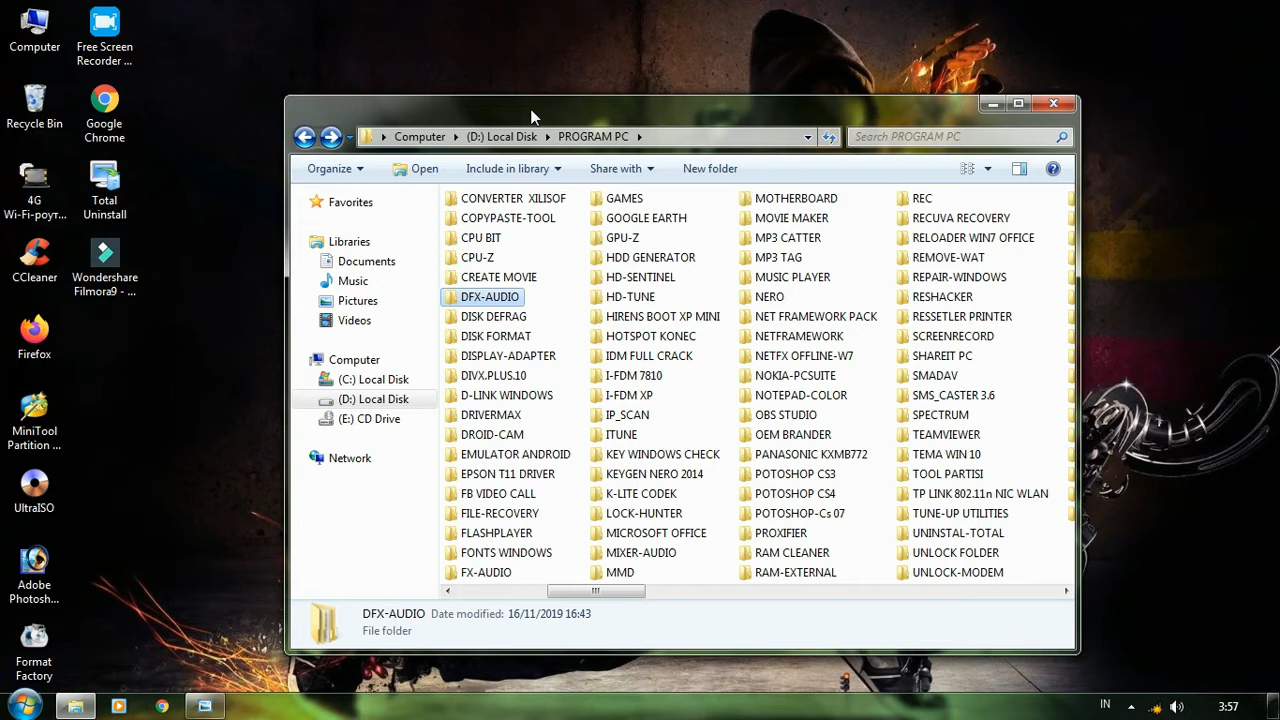 Computer
Free Screen
Recorder ...
Recycle Bin
Google
Chrome
4G
Wi-Fi-роут...
Total
Uninstall
CCleaner
Wondershare
Filmora9 - ...
Firefox
MiniTool
Partition ...
UltraISO
Adobe
Photosh...
Format
Factory
Computer
(D:) Local Disk
PROGRAM PC
Search PROGRAM PC
Organize
Open
Include in library
Share with
New folder
Favorites
Libraries
Documents
Music
Pictures
Videos
Computer
(C:) Local Disk
(D:) Local Disk
(E:) CD Drive
Network
CONVERTER XILISOF
COPYPASTE-TOOL
CPU BIT
CPU-Z
CREATE MOVIE
DFX-AUDIO
DISK DEFRAG
DISK FORMAT
DISPLAY-ADAPTER
DIVX.PLUS.10
D-LINK WINDOWS
DRIVERMAX
DROID-CAM
EMULATOR ANDROID
EPSON T11 DRIVER
FB VIDEO CALL
FILE-RECOVERY
FLASHPLAYER
FONTS WINDOWS
FX-AUDIO
GAMES
GOOGLE EARTH
GPU-Z
HDD GENERATOR
HD-SENTINEL
HD-TUNE
HIRENS BOOT XP MINI
HOTSPOT KONEC
IDM FULL CRACK
I-FDM 7810
I-FDM XP
IP_SCAN
ITUNE
KEY WINDOWS CHECK
KEYGEN NERO 2014
K-LITE CODEK
LOCK-HUNTER
MICROSOFT OFFICE
MIXER-AUDIO
MMD
MOTHERBOARD
MOVIE MAKER
MP3 CATTER
MP3 TAG
MUSIC PLAYER
NERO
NET FRAMEWORK PACK
NETFRAMEWORK
NETFX OFFLINE-W7
NOKIA-PCSUITE
NOTEPAD-COLOR
OBS STUDIO
OEM BRANDER
PANASONIC KXMB772
POTOSHOP CS3
POTOSHOP CS4
POTOSHOP-Cs 07
PROXIFIER
RAM CLEANER
RAM-EXTERNAL
REC
RECUVA RECOVERY
RELOADER WIN7 OFFICE
REMOVE-WAT
REPAIR-WINDOWS
RESHACKER
RESSETLER PRINTER
SCREENRECORD
SHAREIT PC
SMADAV
SMS_CASTER 3.6
SPECTRUM
TEAMVIEWER
TEMA WIN 10
TOOL PARTISI
TP LINK 802.11n NIC WLAN
TUNE-UP UTILITIES
UNINSTAL-TOTAL
UNLOCK FOLDER
UNLOCK-MODEM
DFX-AUDIO Date modified: 16/11/2019 16:43
File folder
IN
3:57